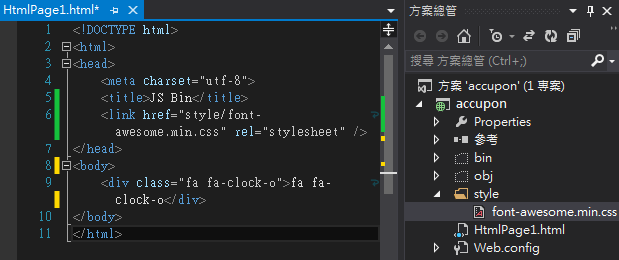 HtmlPage1.html*
1 <!DOCTYPE html>
2 <html>
3 <head>
4 <meta charset="utf-8">
5 <title>JS Bin</title>
6 <link href="style/font-
awesome.min.css" rel="stylesheet" />
7 </head>
8 <body>
9 <div class="fa fa-clock-o">fa fa-
clock-o</div>
10 </body>
11 </html>
方案總管
搜尋 方案總管 (Ctrl+;)
方案 'accupon' (1 專案)
accupon
Properties
參考
bin
obj
style
font-awesome.min.css
HtmlPage1.html
Web.config